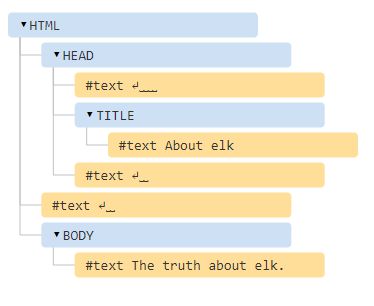 ▾ HTML
▾ HEAD
#text ↵␣␣␣␣
▾ TITLE
#text About elk
#text ↵␣␣
#text ↵␣␣
▾ BODY
#text The truth about elk.